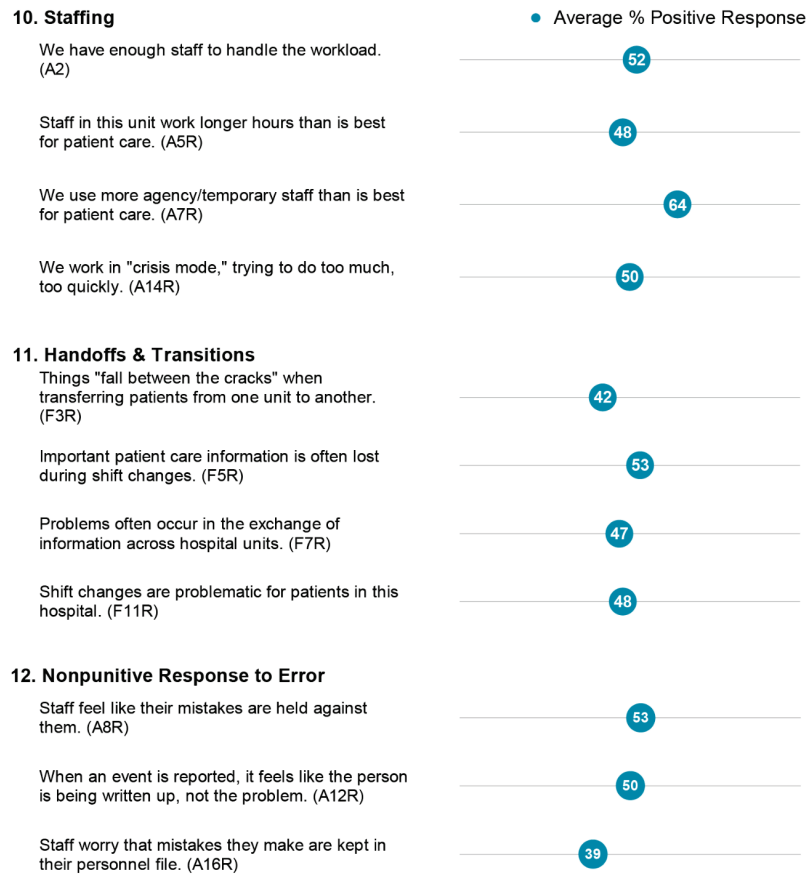 10. Staffing
● Average % Positive Response
We have enough staff to handle the workload.
(A2)
52
Staff in this unit work longer hours than is best
for patient care. (A5R)
48
We use more agency/temporary staff than is best
for patient care. (A7R)
64
We work in "crisis mode," trying to do too much,
too quickly. (A14R)
50
11. Handoffs & Transitions
Things "fall between the cracks" when
transferring patients from one unit to another.
(F3R)
42
Important patient care information is often lost
during shift changes. (F5R)
53
Problems often occur in the exchange of
information across hospital units. (F7R)
47
Shift changes are problematic for patients in this
hospital. (F11R)
48
12. Nonpunitive Response to Error
Staff feel like their mistakes are held against
them. (A8R)
53
When an event is reported, it feels like the person
is being written up, not the problem. (A12R)
50
Staff worry that mistakes they make are kept in
their personnel file. (A16R)
39